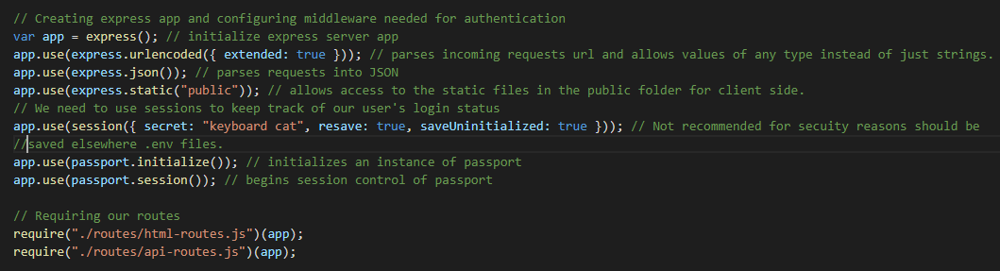 // Creating express app and configuring middleware needed for authentication
var app = express(); // initialize express server app
app.use(express.urlencoded({ extended: true })); // parses incoming requests url and allows values of any type instead of just strings.
app.use(express.json()); // parses requests into JSON
app.use(express.static("public")); // allows access to the static files in the public folder for client side.
// We need to use sessions to keep track of our user's login status
app.use(session({ secret: "keyboard cat", resave: true, saveUninitialized: true })); // Not recommended for secuity reasons should be
//saved elsewhere .env files.
app.use(passport.initialize()); // initializes an instance of passport
app.use(passport.session()); // begins session control of passport
// Requiring our routes
require("./routes/html-routes.js")(app);
require("./routes/api-routes.js")(app);